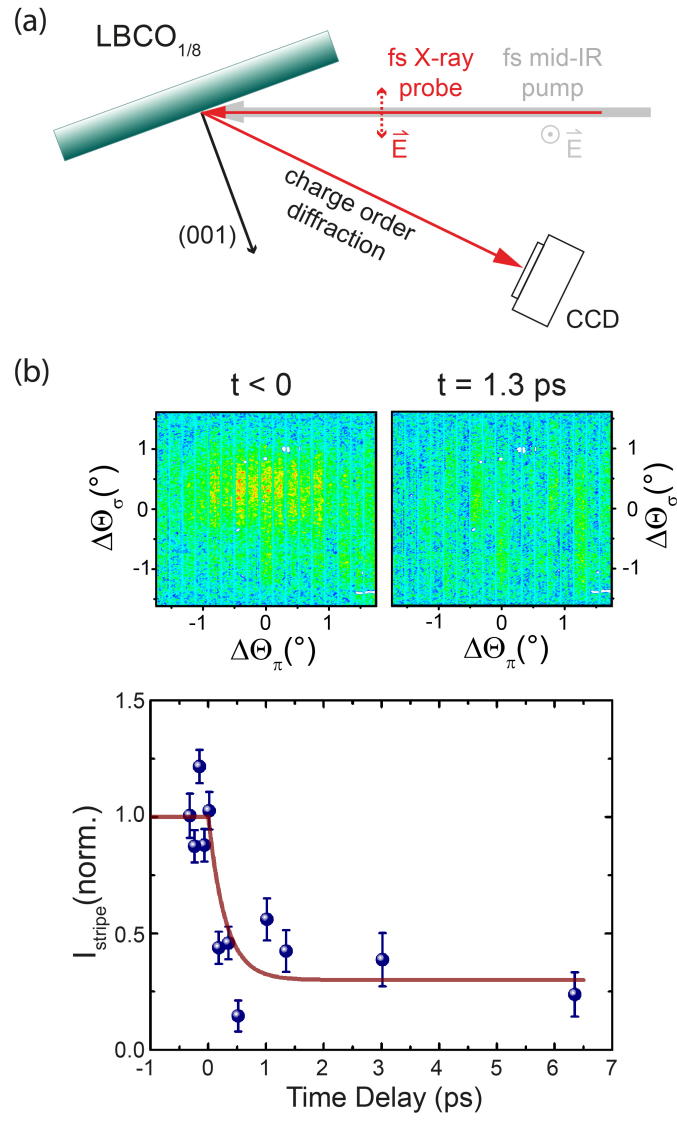 (a)
LBCO1/8
fs X-ray
probe
fs mid-IR
pump
E
E
charge order
diffraction
(001)
CCD
(b)
t < 0
t = 1.3 ps
1
0
-1
ΔΘσ(°)
-1
0
1
ΔΘπ(°)
1
0
-1
ΔΘσ(°)
-1
0
1
ΔΘπ(°)
1.5
1.0
0.5
0.0
Istripe(norm.)
-1
0
1
2
3
4
5
6
7
Time Delay (ps)